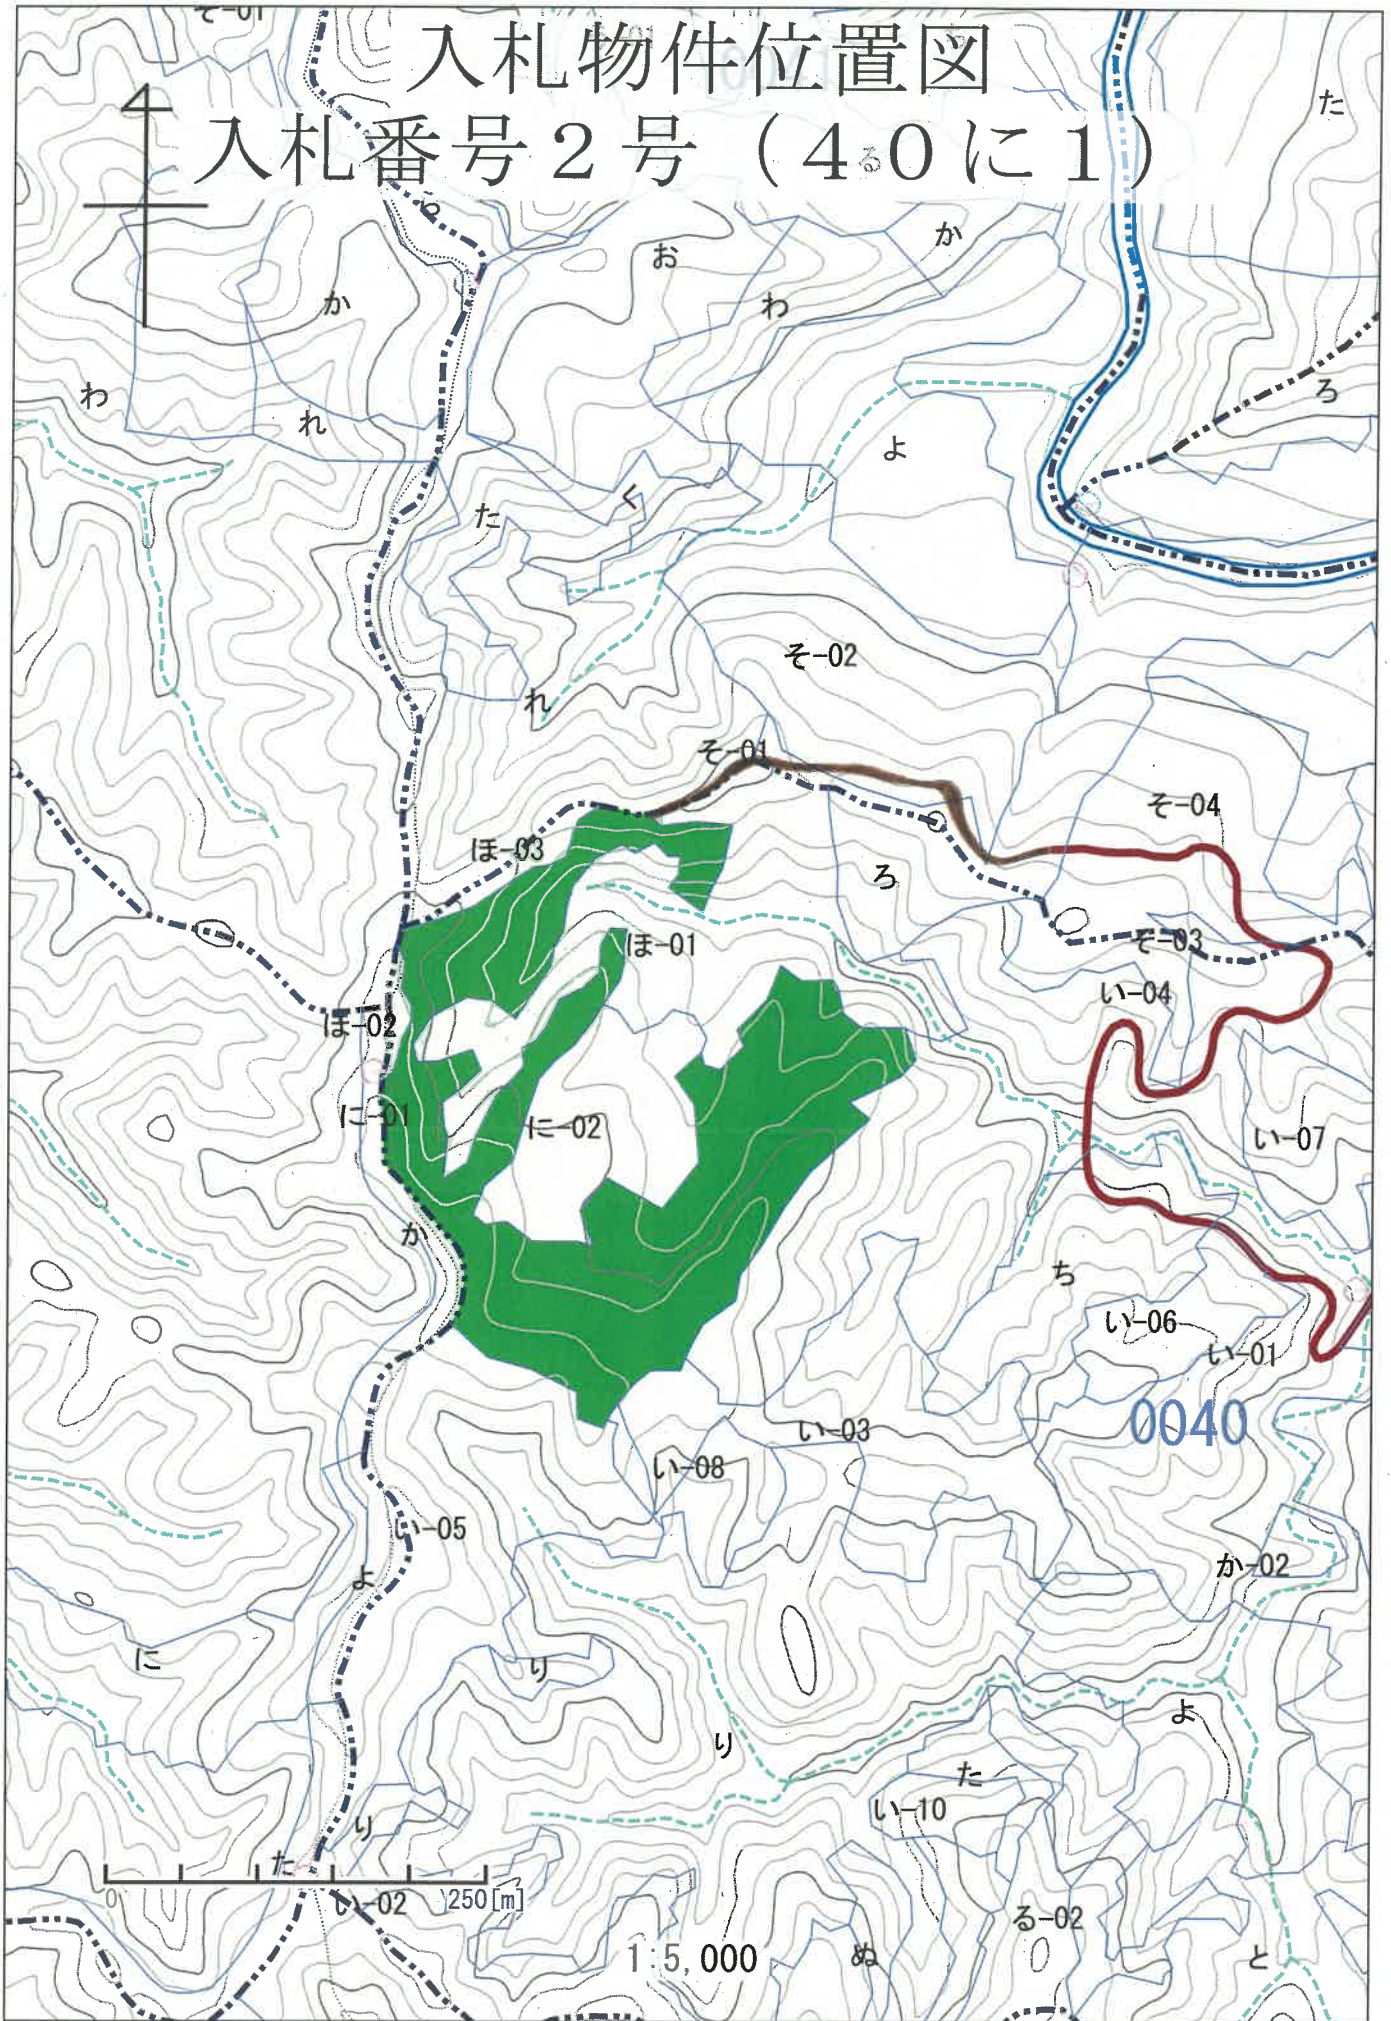 そ-01
入札物件位置図
入札番号２号（４０に１）
る
た
ら
か
お
か
わ
ろ
わ
れ
よ
た
く
そ-02
れ
そ-01
そ-04
ほ-03
ろ
ほ-01
そ-03
い-04
ほ-02
に-01
に-02
い-07
か
ち
い-06
い-01
0040
い-03
い-08
い-05
か-02
よ
に
り
よ
り
た
い-10
り
た
0
250[m]
い-02
る-02
1:5,000
ぬ
と